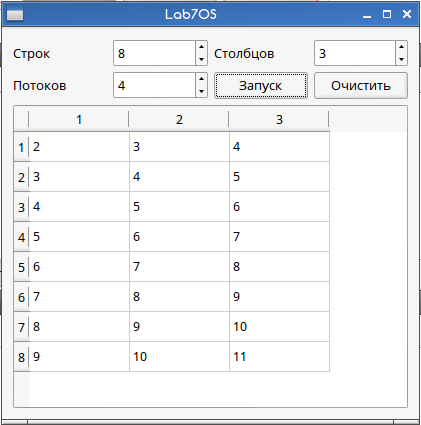 Lab7OS
Строк 8 Столбцов 3
Потоков 4 Запуск Очистить
1 2 3
1 2 3 4
2 3 4 5
3 4 5 6
4 5 6 7
5 6 7 8
6 7 8 9
7 8 9 10
8 9 10 11